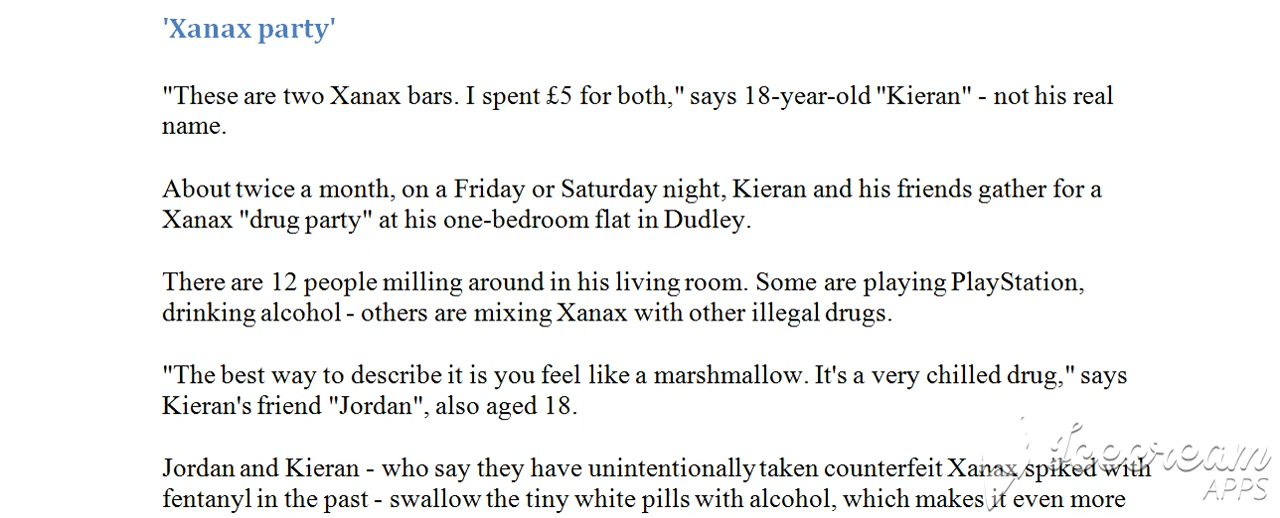 'Xanax party'
"These are two Xanax bars. I spent £5 for both," says 18-year-old "Kieran" - not his real
name.
About twice a month, on a Friday or Saturday night, Kieran and his friends gather for a
Xanax "drug party" at his one-bedroom flat in Dudley.
There are 12 people milling around in his living room. Some are playing PlayStation,
drinking alcohol - others are mixing Xanax with other illegal drugs.
"The best way to describe it is you feel like a marshmallow. It's a very chilled drug," says
Kieran's friend "Jordan", also aged 18.
Jordan and Kieran - who say they have unintentionally taken counterfeit Xanax spiked with
fentanyl in the past - swallow the tiny white pills with alcohol, which makes it even more
Icecream
APPS